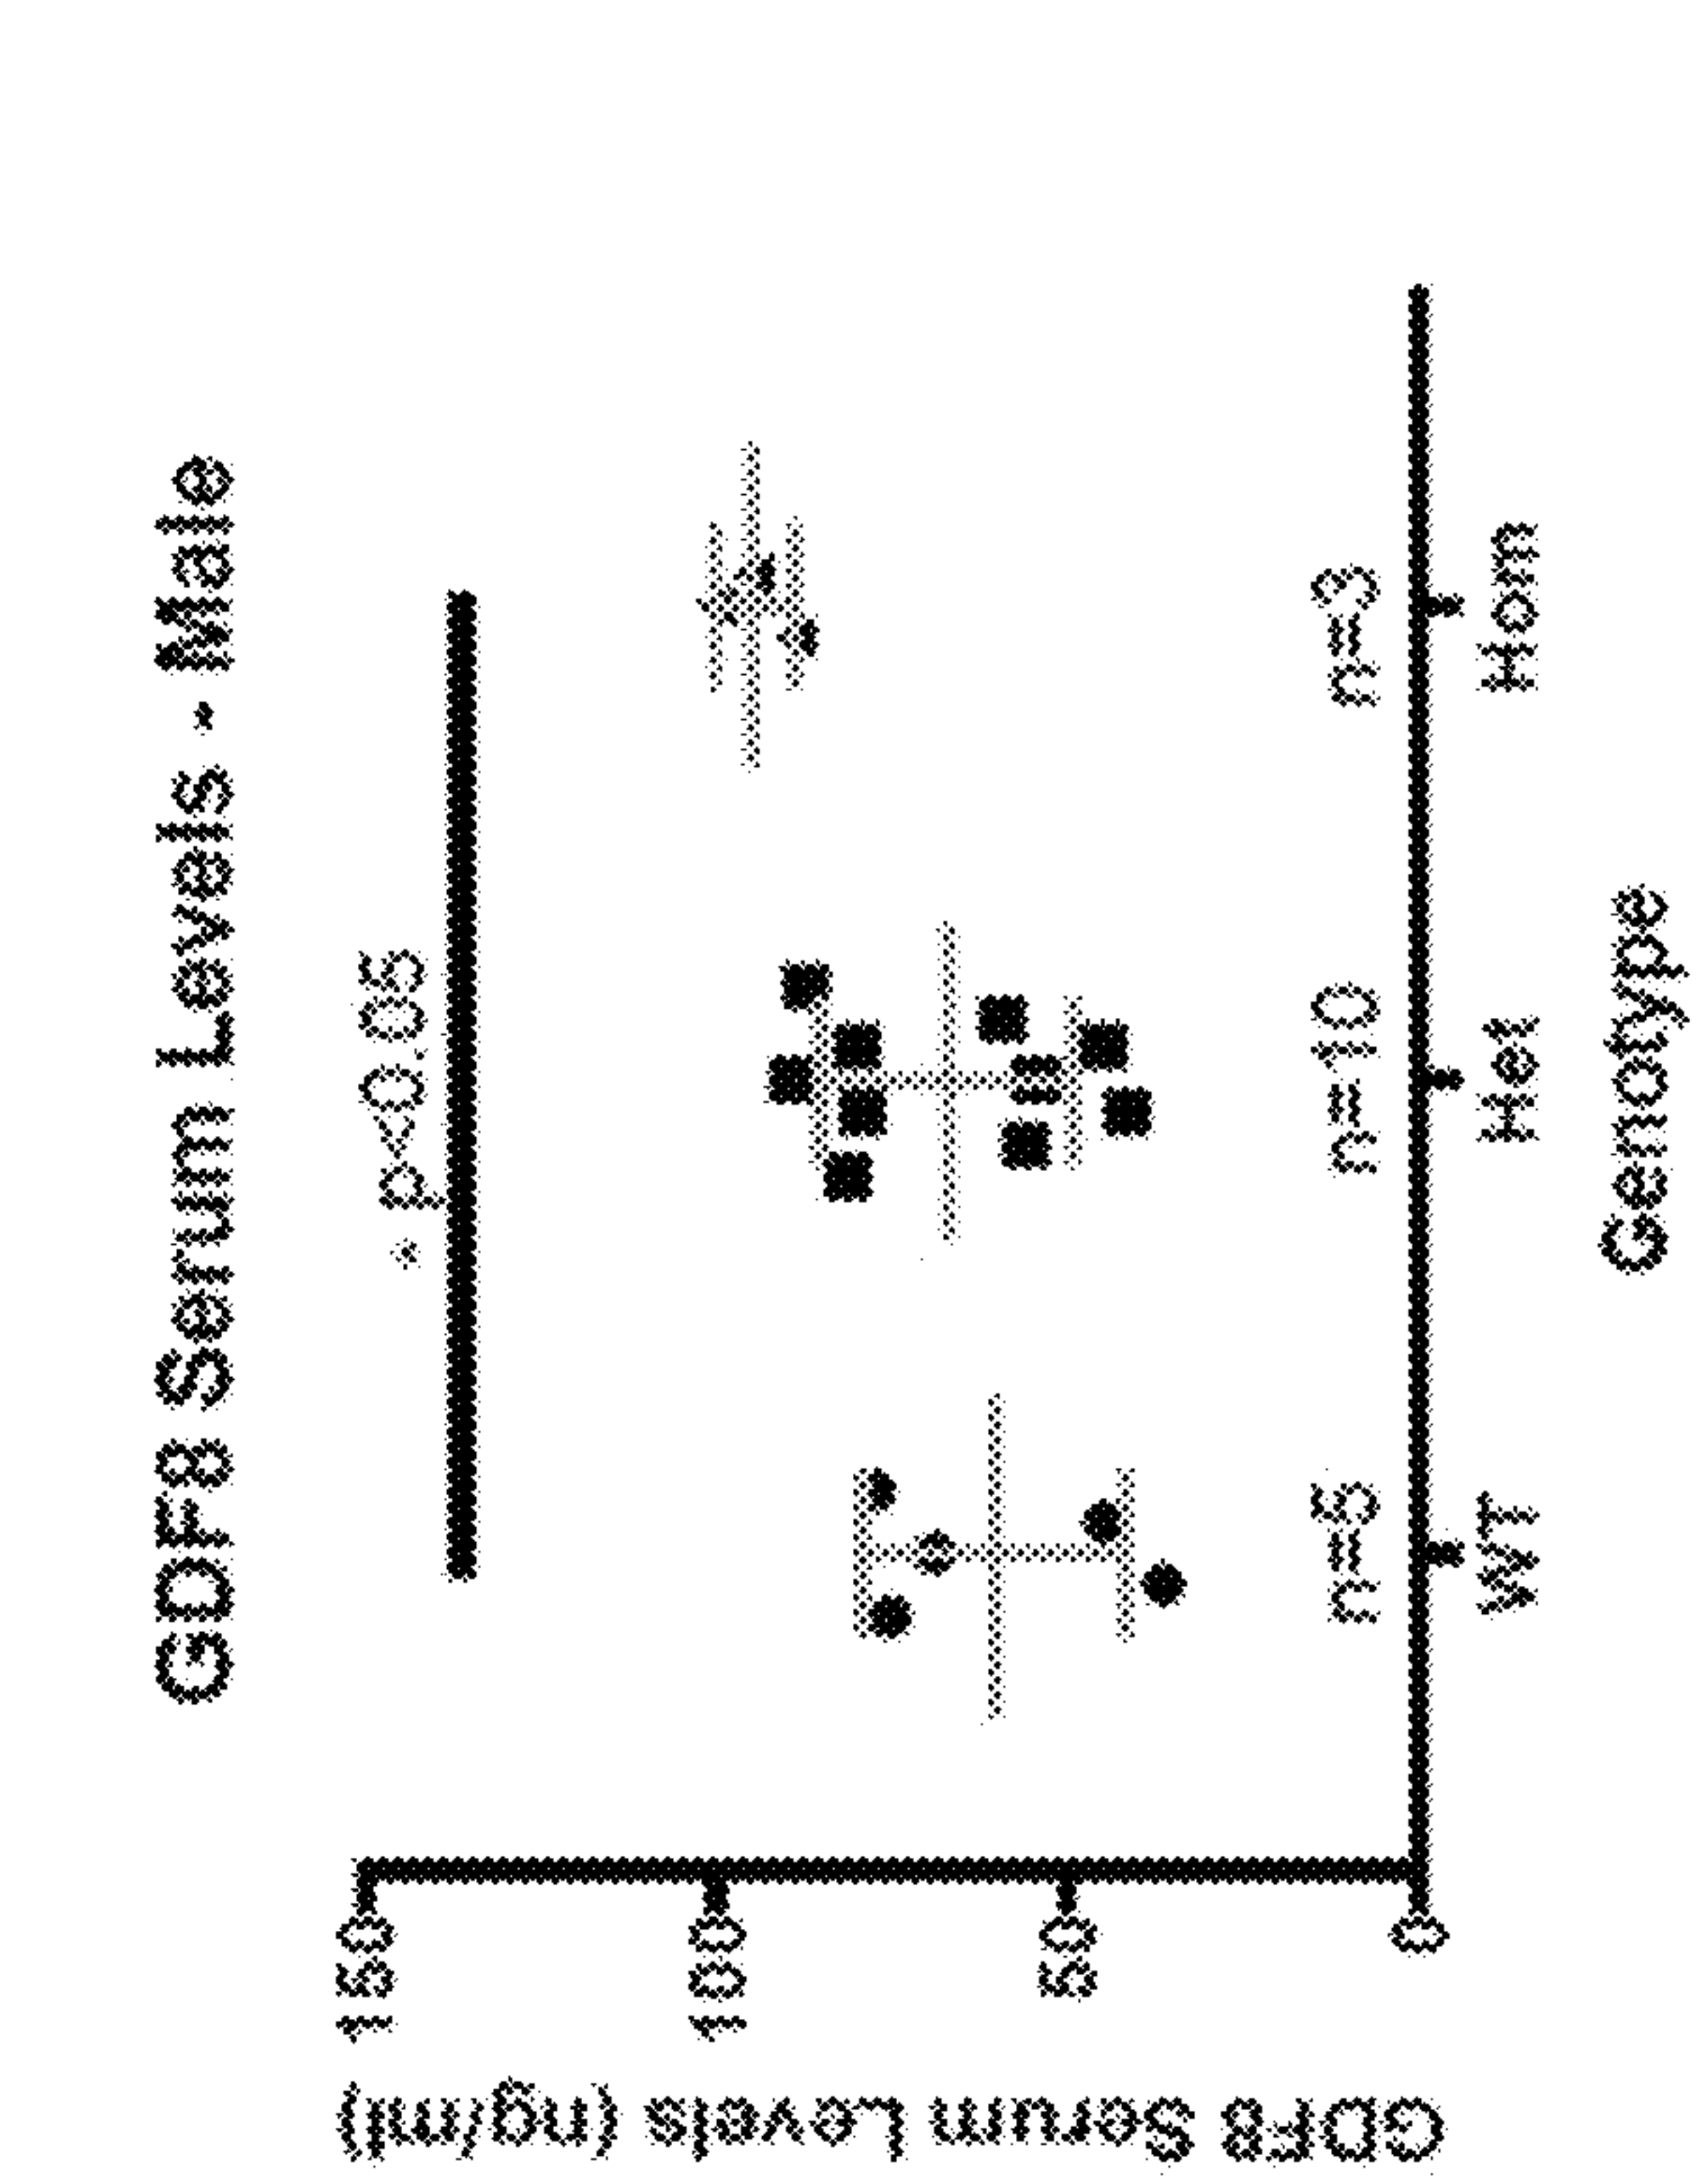 GDF8 Serum Levels - Male
GDF8 Serum Levels (ng/ml)
150
100
50
0
* p<0.05
n=5
n=10
n=3
WT
Het
Hom
Genotype